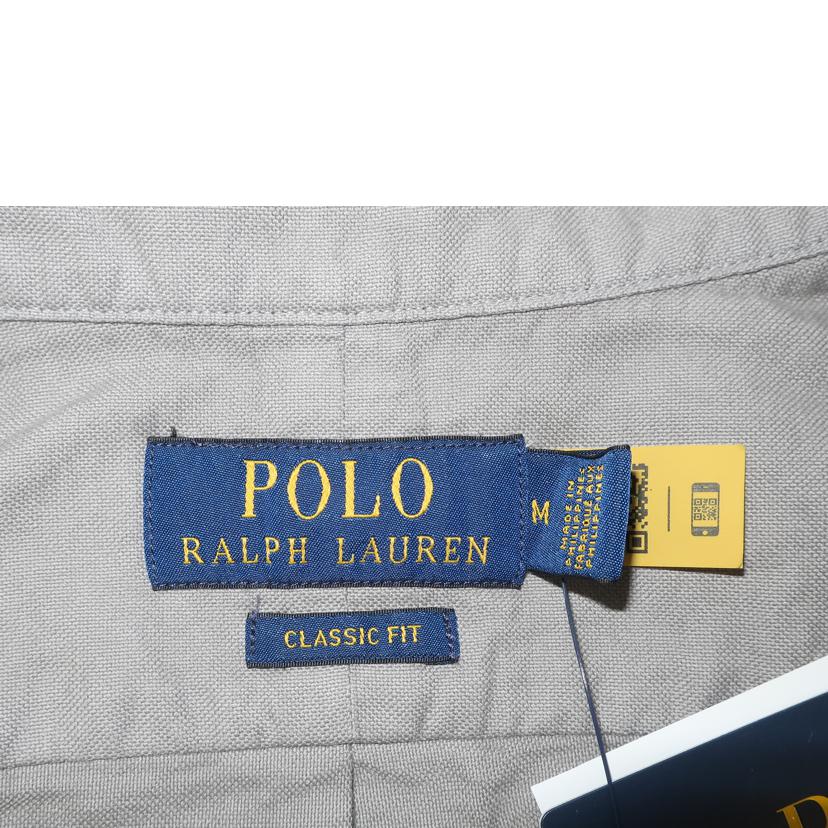 POLO
RALPH LAUREN
M
MADE IN
PHILIPPINES
FABRIQUÉ AUX
PHILIPPINES
CLASSIC FIT